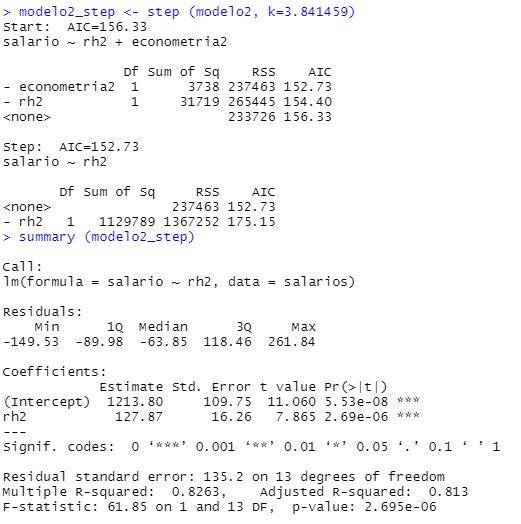 > modelo2_step <- step (modelo2, k=3.841459)
Start:  AIC=156.33
salario ~ rh2 + econometria2

               Df Sum of Sq    RSS    AIC
- econometria2  1      3738 237463 152.73
- rh2           1     31719 265445 154.40
<none>                      233726 156.33

Step:  AIC=152.73
salario ~ rh2

       Df Sum of Sq     RSS    AIC
<none>               237463 152.73
- rh2   1   1129789 1367252 175.15
> summary (modelo2_step)

Call:
lm(formula = salario ~ rh2, data = salarios)

Residuals:
    Min      1Q  Median      3Q     Max
-149.53  -89.98  -63.85  118.46  261.84

Coefficients:
            Estimate Std. Error t value Pr(>|t|)
(Intercept)  1213.80     109.75  11.060 5.53e-08 ***
rh2           127.87      16.26   7.865 2.69e-06 ***
---
Signif. codes:  0 ‘***’ 0.001 ‘**’ 0.01 ‘*’ 0.05 ‘.’ 0.1 ‘ ’ 1

Residual standard error: 135.2 on 13 degrees of freedom
Multiple R-squared:  0.8263,    Adjusted R-squared:  0.813
F-statistic: 61.85 on 1 and 13 DF,  p-value: 2.695e-06